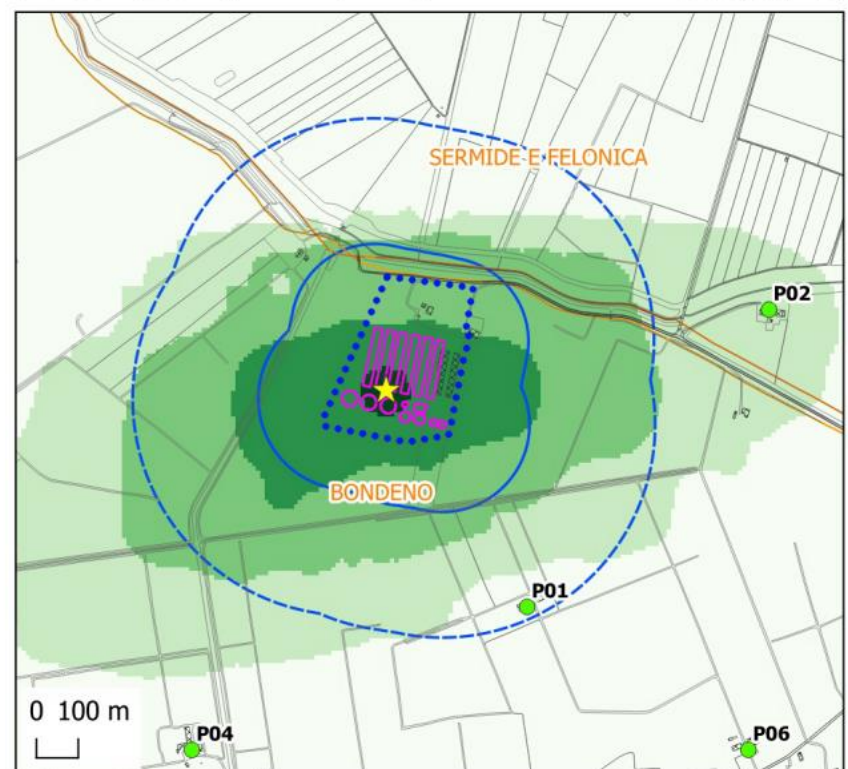 SERMIDE E FELONICA
P02
BONDENO
P01
0 100 m
P04
P06